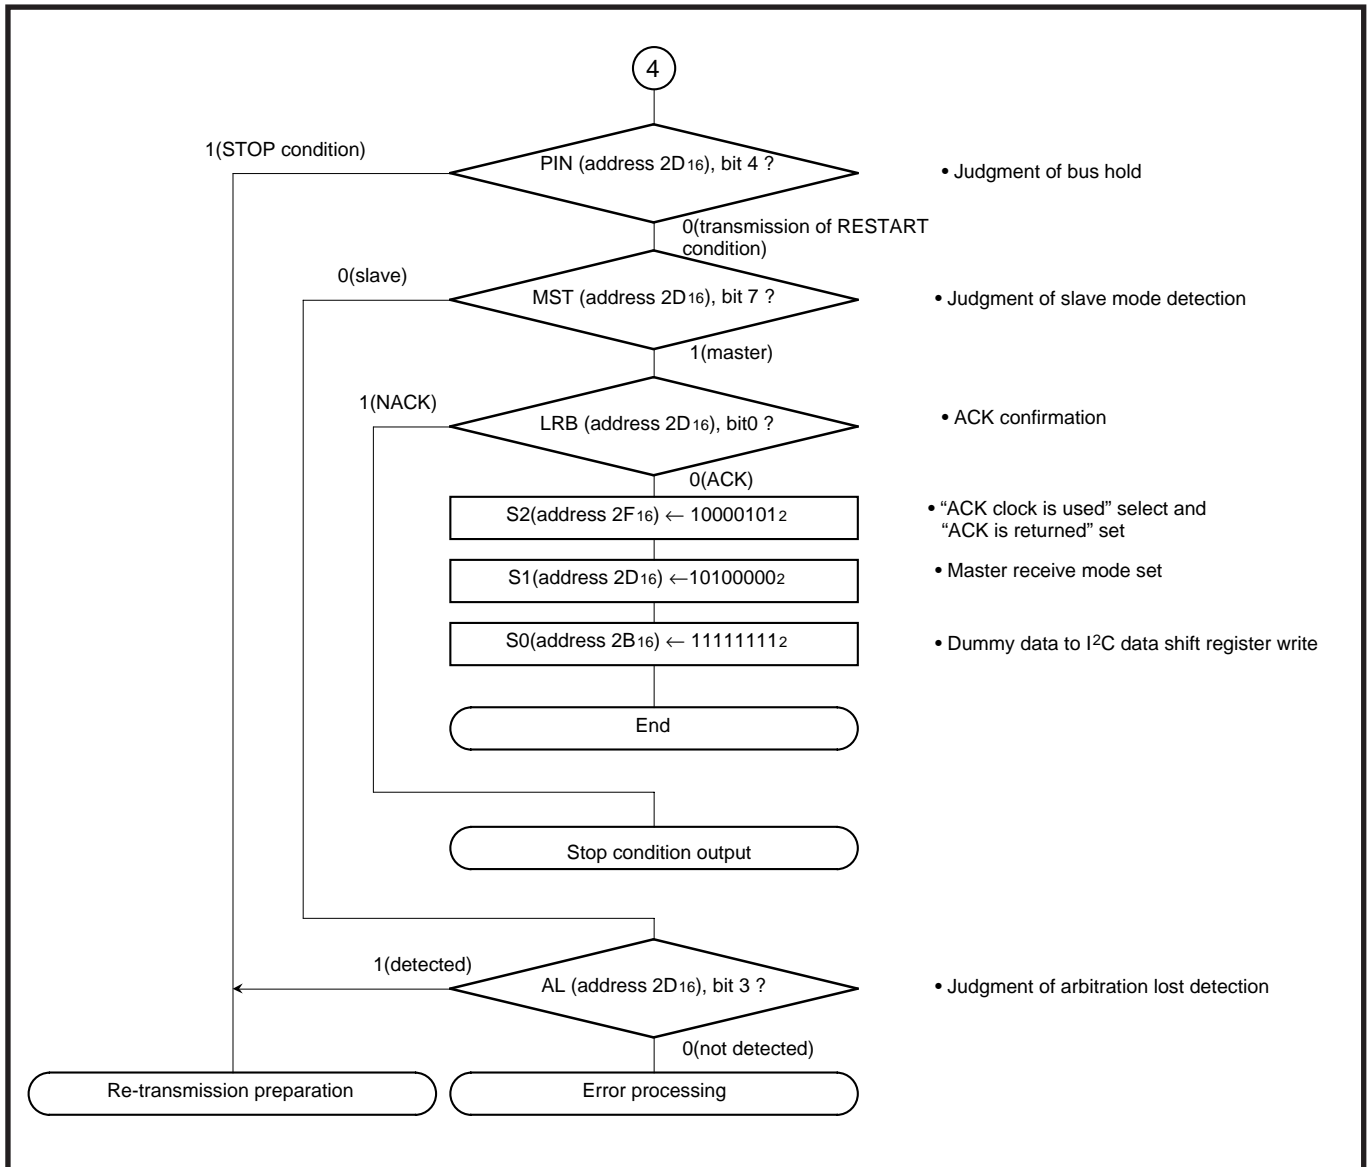 4
1(STOP condition)
PIN (address 2D16), bit 4 ?
• Judgment of bus hold
0(transmission of RESTART
condition)
0(slave)
MST (address 2D16), bit 7 ?
• Judgment of slave mode detection
1(master)
1(NACK)
LRB (address 2D16), bit0 ?
• ACK confirmation
0(ACK)
S2(address 2F16) ← 100001012
• “ACK clock is used” select and
“ACK is returned” set
S1(address 2D16) ←101000002
• Master receive mode set
S0(address 2B16) ← 111111112
• Dummy data to I2C data shift register write
End
Stop condition output
1(detected)
AL (address 2D16), bit 3 ?
• Judgment of arbitration lost detection
0(not detected)
Re-transmission preparation
Error processing